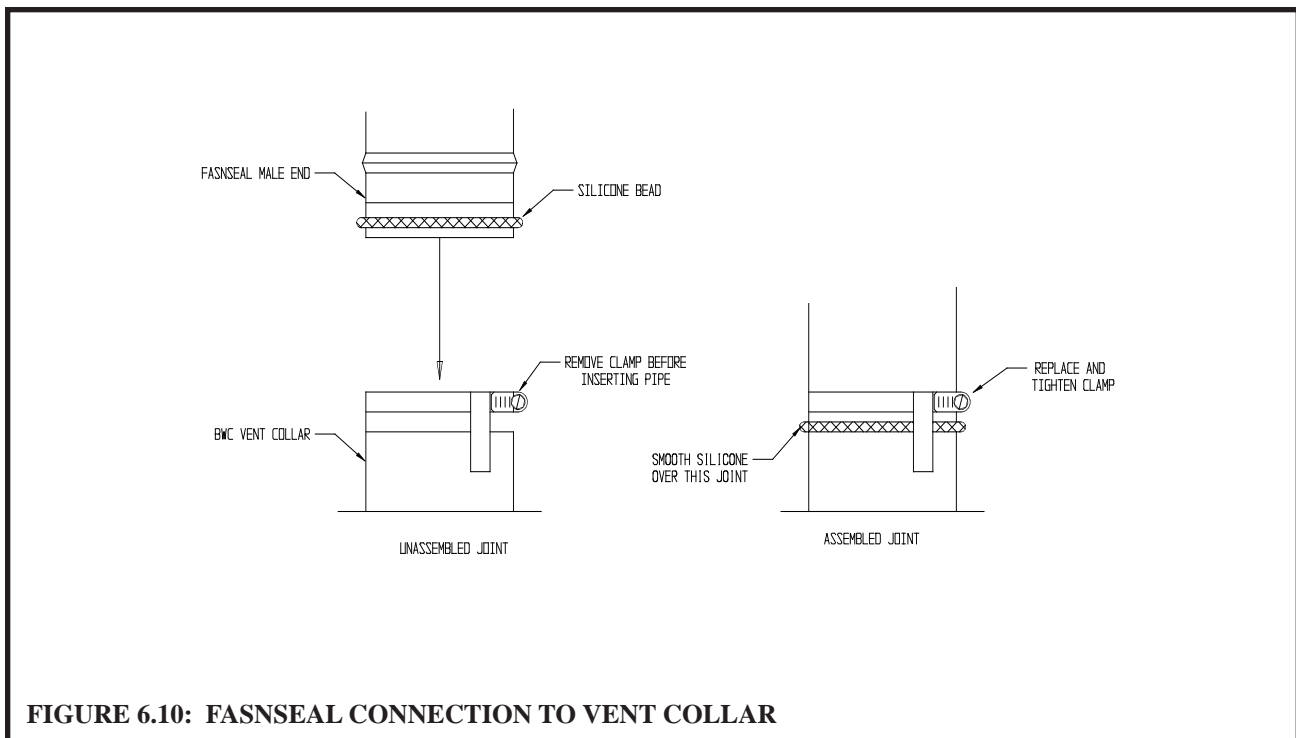 FASNSEAL MALE END
SILICONE BEAD
REMOVE CLAMP BEFORE
INSERTING PIPE
BWC VENT COLLAR
UNASSEMBLED JOINT
REPLACE AND
TIGHTEN CLAMP
SMOOTH SILICONE
OVER THIS JOINT
ASSEMBLED JOINT
FIGURE 6.10: FASNSEAL CONNECTION TO VENT COLLAR